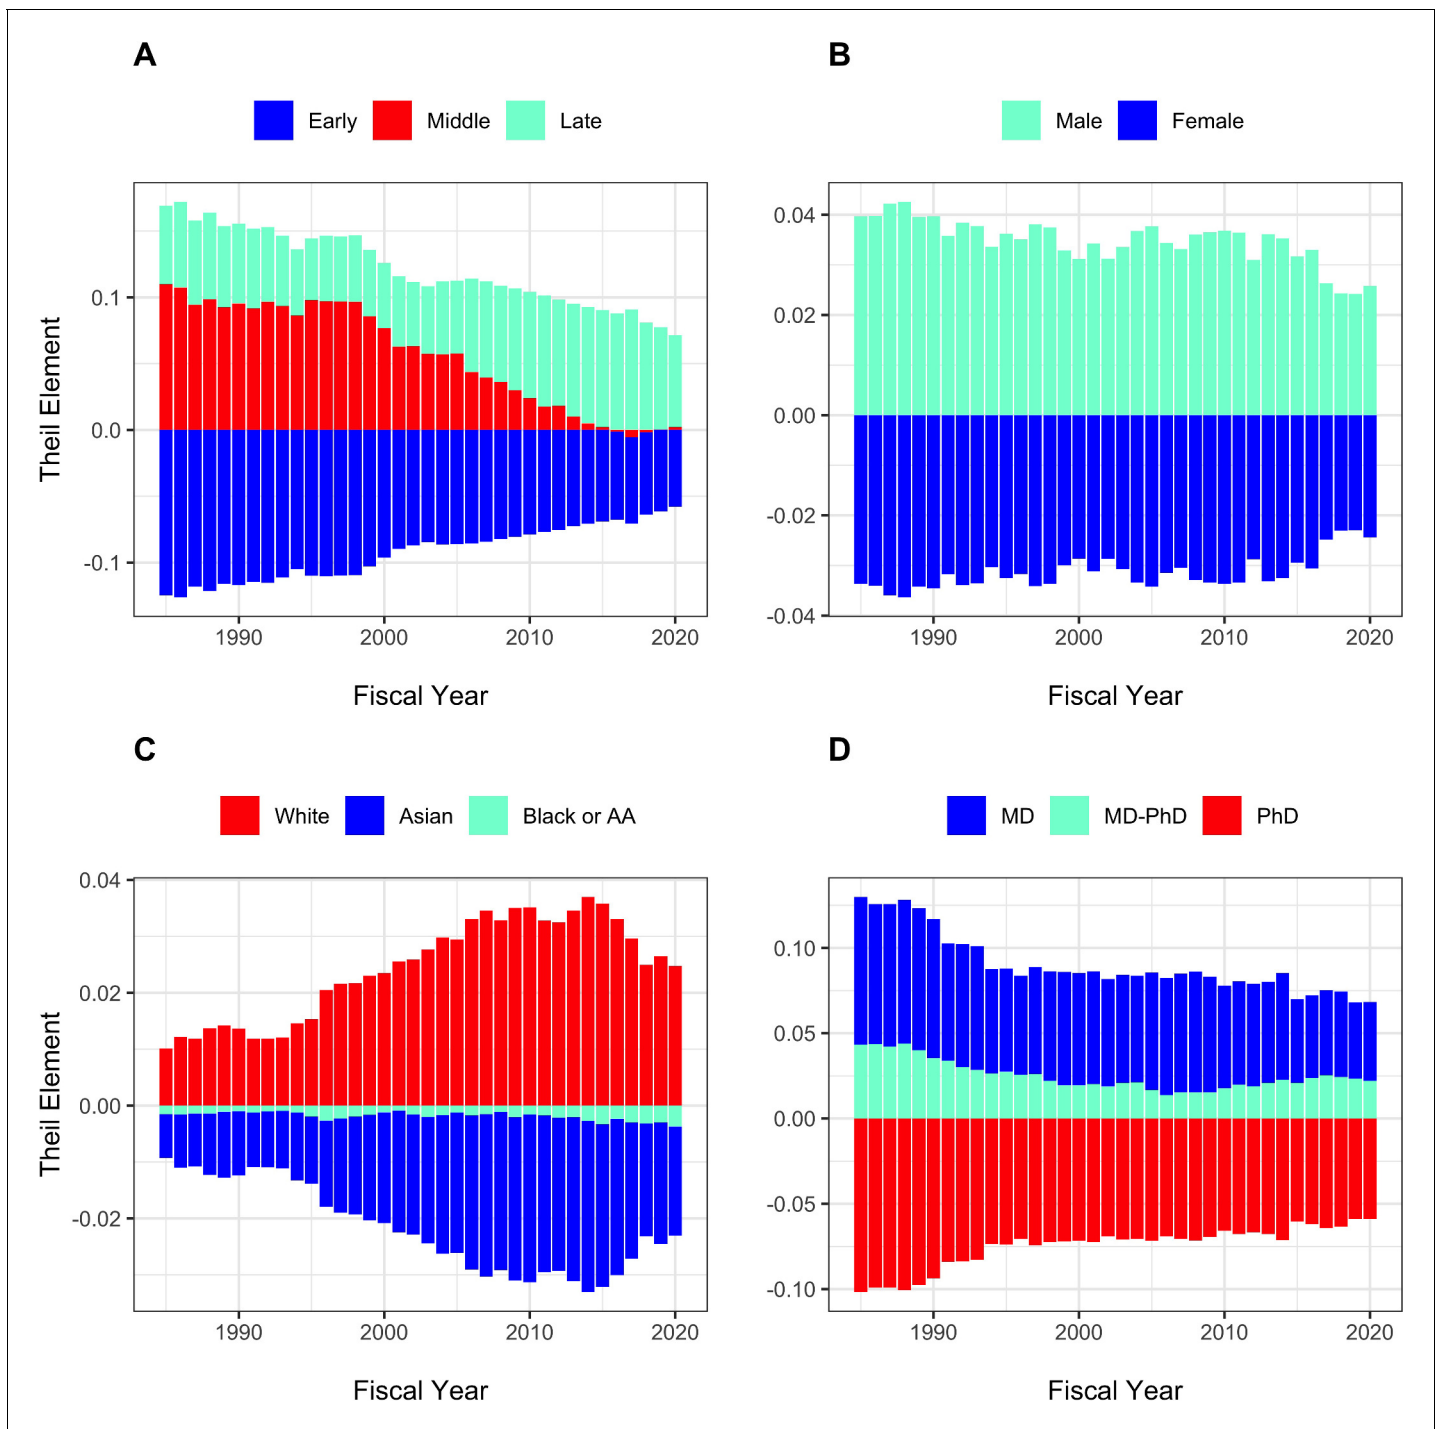 A
Early Middle Late
Theil Element
0.1
0.0
-0.1
1990 2000 2010 2020
Fiscal Year
B
Male Female
0.04
0.02
0.00
-0.02
-0.04
1990 2000 2010 2020
Fiscal Year
C
White Asian Black or AA
Theil Element
0.04
0.02
0.00
-0.02
1990 2000 2010 2020
Fiscal Year
D
MD MD-PhD PhD
0.10
0.05
0.00
-0.05
-0.10
1990 2000 2010 2020
Fiscal Year